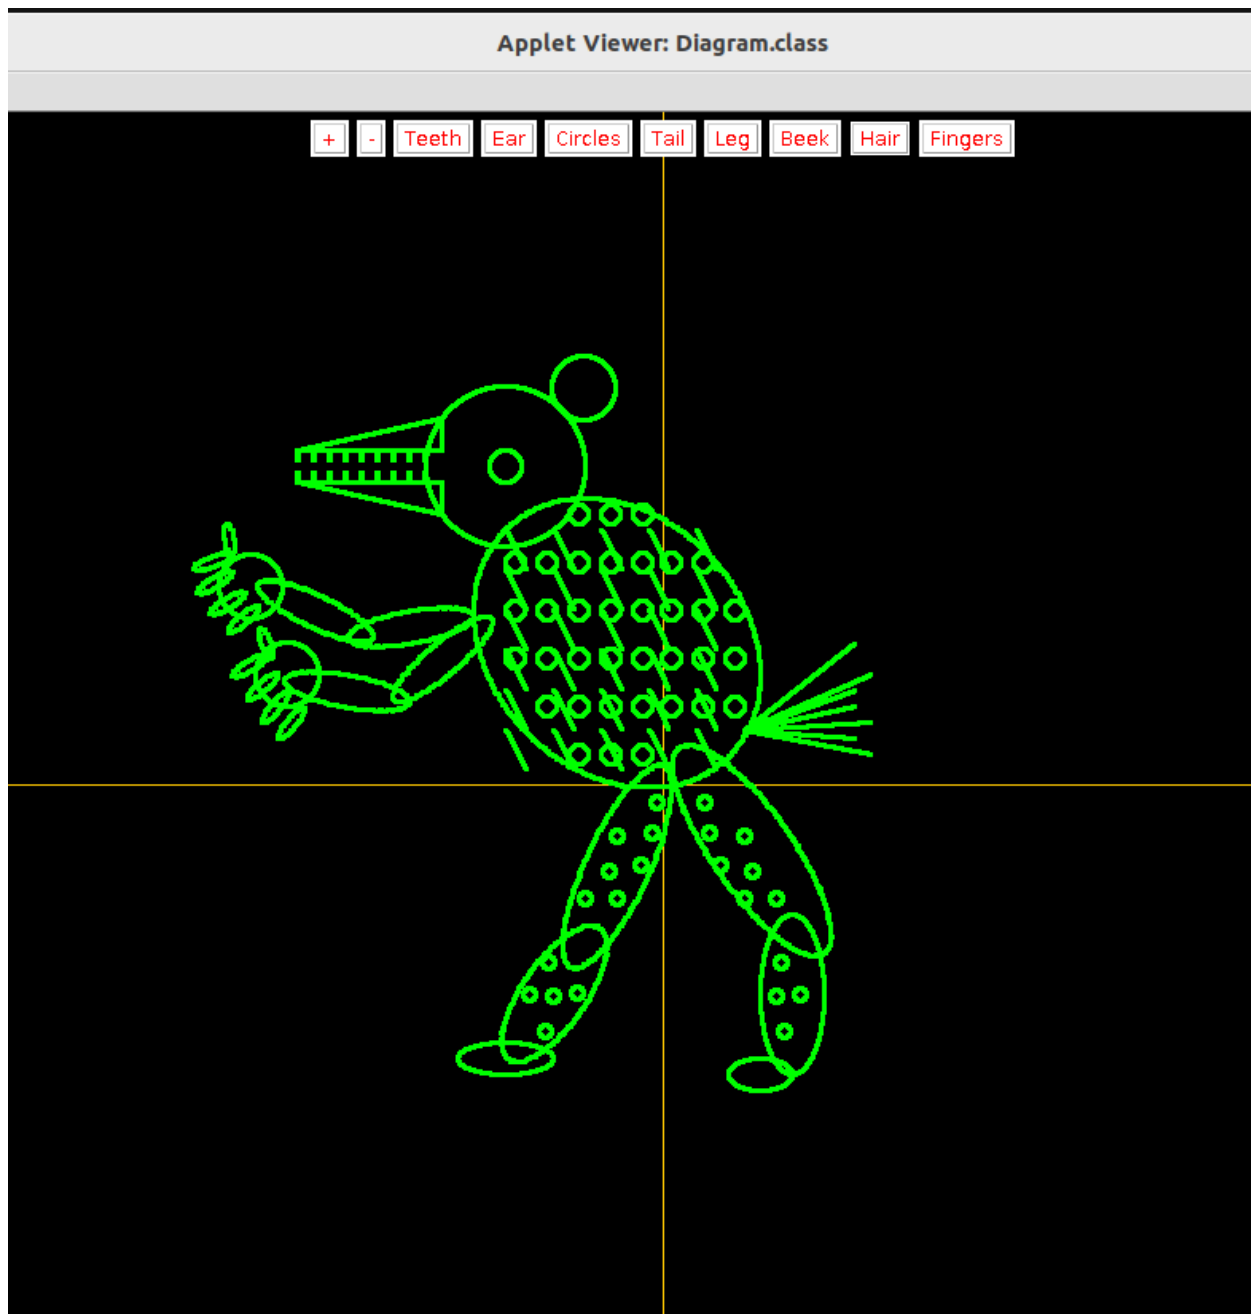 Applet Viewer: Diagram.class
+ - Teeth Ear Circles Tail Leg Beek Hair Fingers